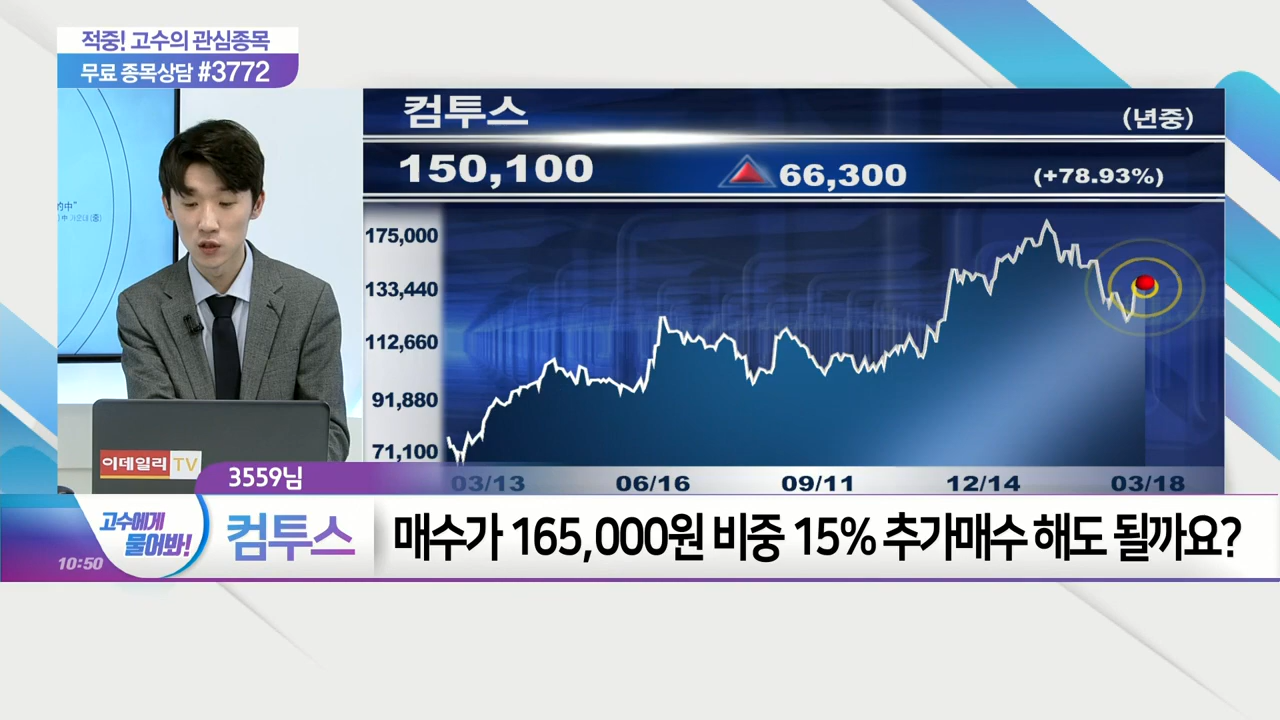 적중! 고수의 관심종목
무료 종목상담 #3772
컴투스
(년중)
150,100
66,300
(+78.93%)
175,000
133,440
112,660
91,880
71,100
03/13
06/16
09/11
12/14
03/18
이데일리 TV
3559님
고수에게
물어봐!
10:50
컴투스
매수가 165,000원 비중 15% 추가매수 해도 될까요?